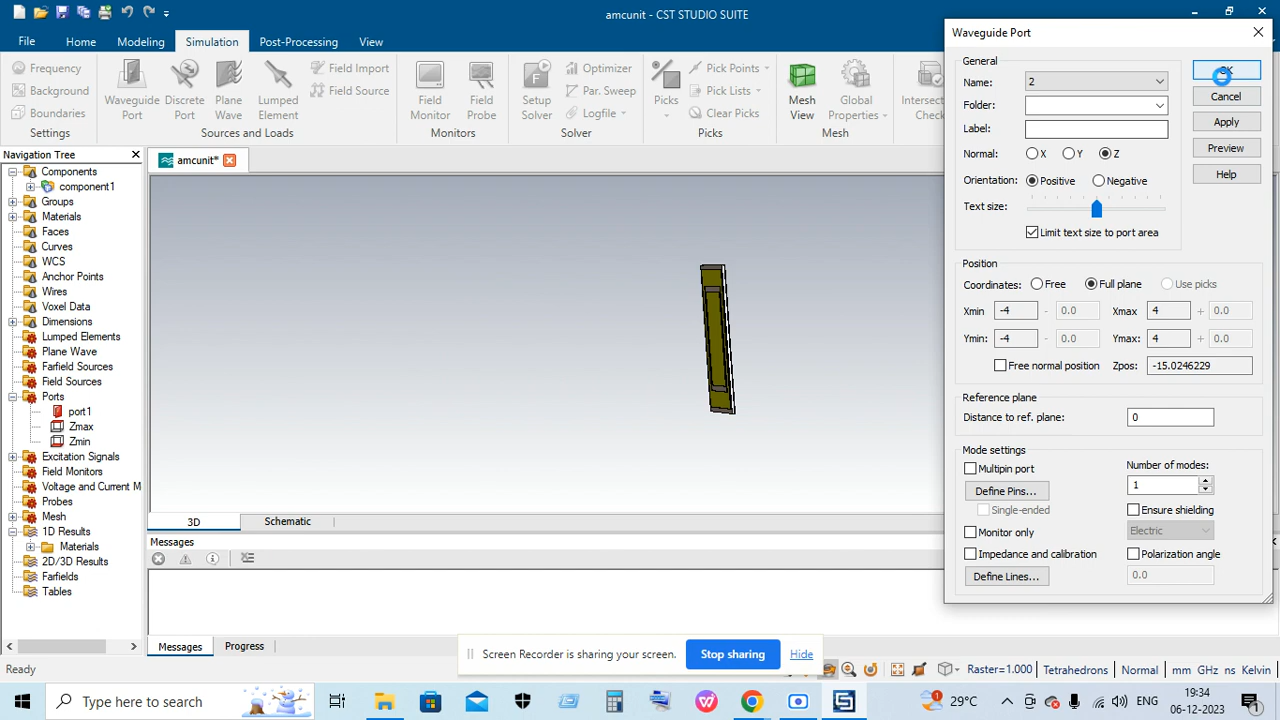 amcunit - CST STUDIO SUITE
File Home Modeling Simulation Post-Processing View
Frequency
Background
Boundaries
Settings
Waveguide Port
Discrete Port
Plane Wave
Lumped Element
Field Import
Field Source
Sources and Loads
Field Monitor
Field Probe
Monitors
Setup Solver
Optimizer
Par. Sweep
Logfile
Solver
Picks
Pick Points
Pick Lists
Clear Picks
Picks
Mesh View
Global Properties
Mesh
Intersect
Check
Navigation Tree
amcunit*
Components
component1
Groups
Materials
Faces
Curves
WCS
Anchor Points
Wires
Voxel Data
Dimensions
Lumped Elements
Plane Wave
Farfield Sources
Field Sources
Ports
port1
Zmax
Zmin
Excitation Signals
Field Monitors
Voltage and Current M
Probes
Mesh
1D Results
Materials
2D/3D Results
Farfields
Tables
3D Schematic
Messages
Messages Progress
Waveguide Port
General
Name: 2
Folder:
Label:
Normal: X Y Z
Orientation: Positive Negative
Text size:
Limit text size to port area
Cancel
Apply
Preview
Help
Position
Coordinates: Free Full plane Use picks
Xmin -4 - 0.0 Xmax 4 + 0.0
Ymin: -4 - 0.0 Ymax: 4 + 0.0
Free normal position Zpos: -15.0246229
Reference plane
Distance to ref. plane: 0
Mode settings
Multipin port
Define Pins...
Single-ended
Monitor only
Impedance and calibration
Define Lines...
Number of modes:
1
Ensure shielding
Electric
Polarization angle
0.0
Screen Recorder is sharing your screen. Stop sharing Hide
Ready
Raster=1.000 Tetrahedrons Normal mm GHz ns Kelvin
Type here to search
29°C
ENG
19:34
06-12-2023